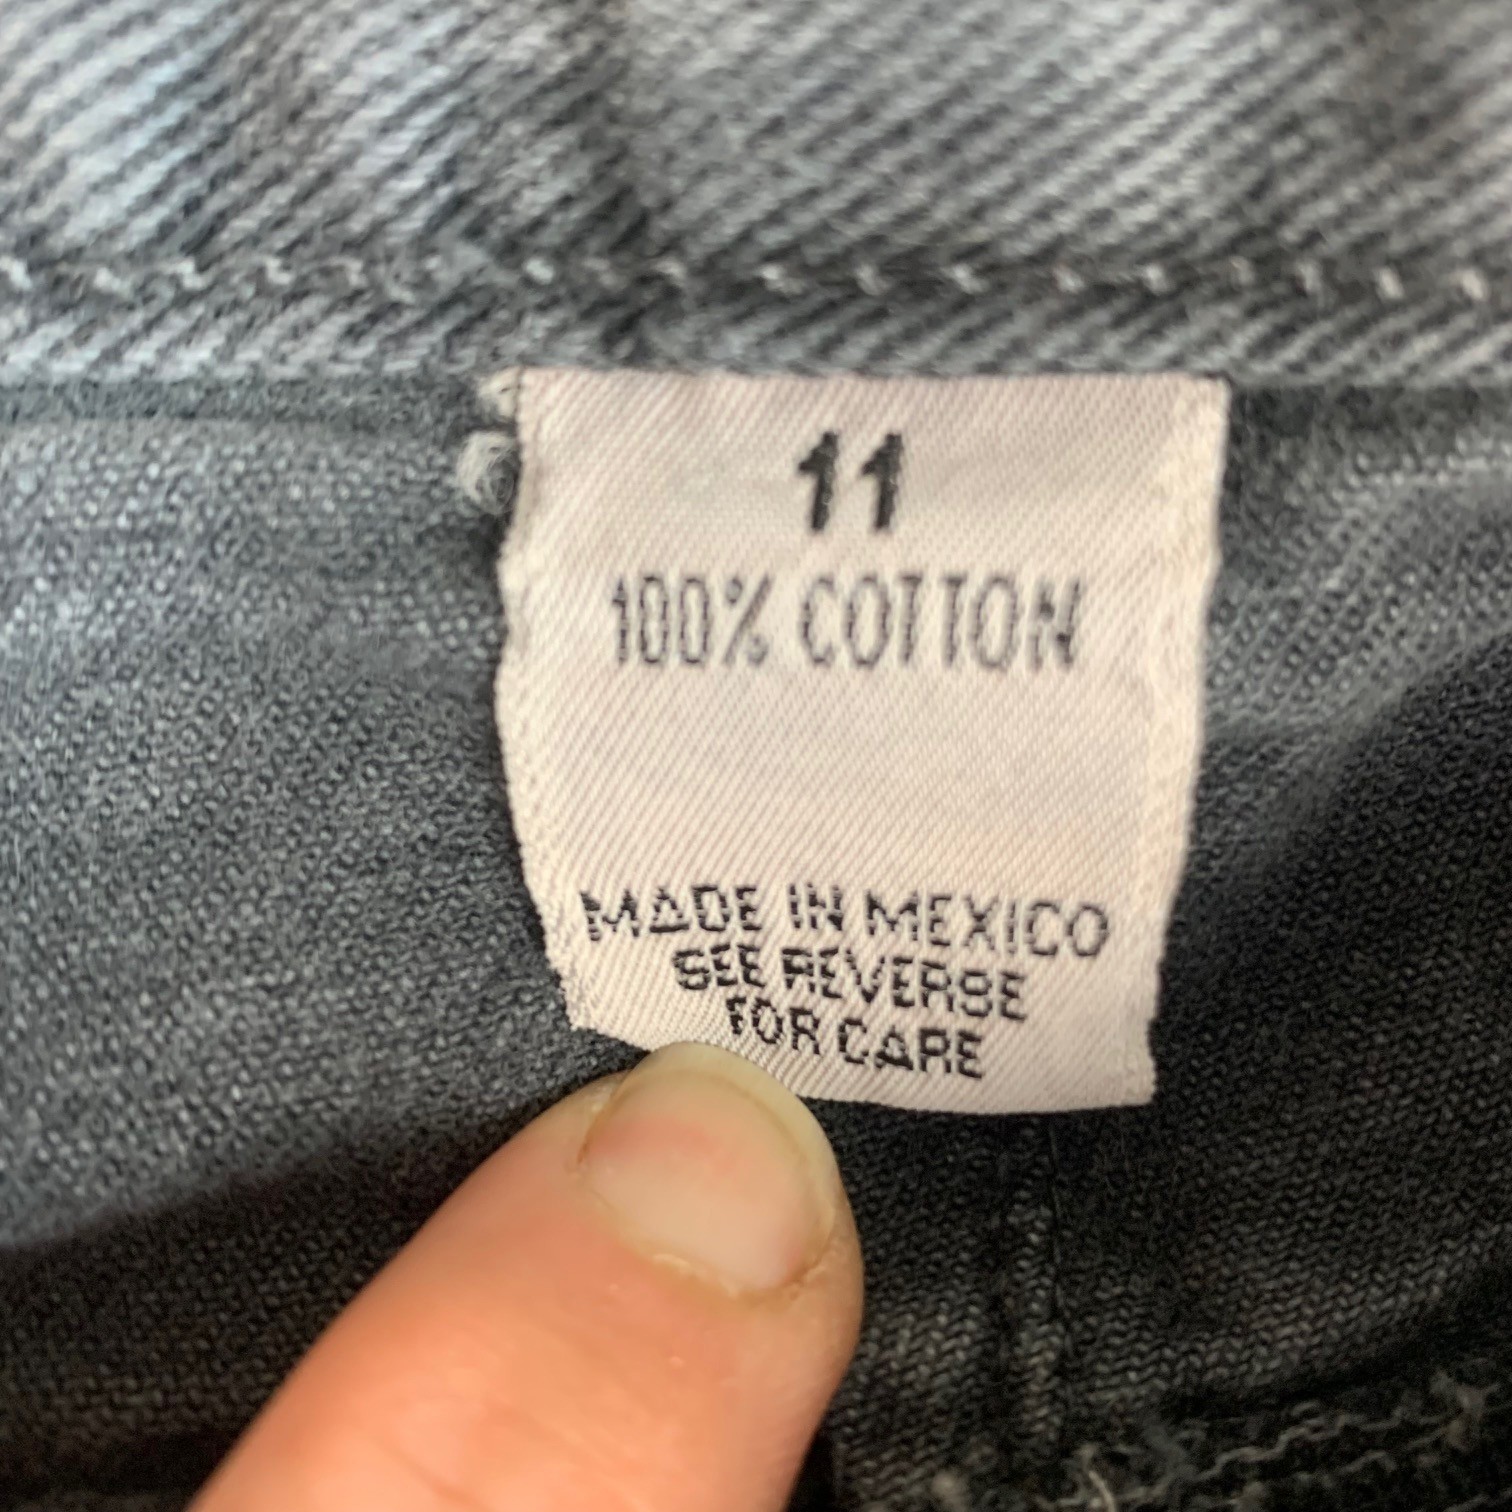 11
100% COTTON
MADE IN MEXICO
SEE REVERSE
FOR CARE